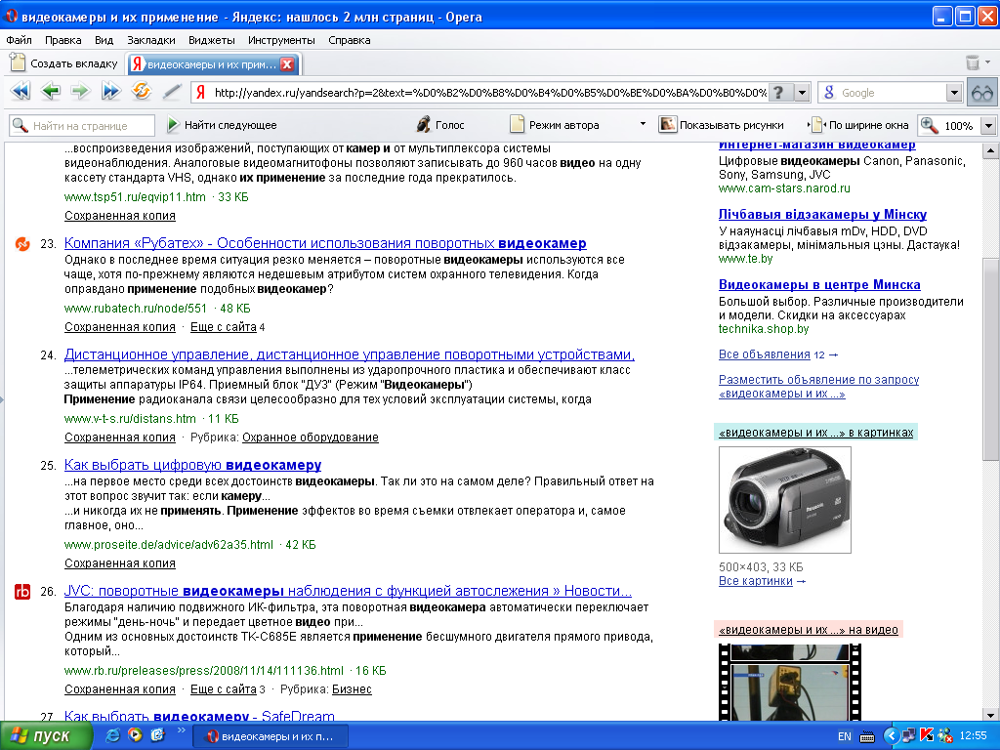 видеокамеры и их применение - Яндекс: нашлось 2 млн страниц - Opera
Файл Правка Вид Закладки Виджеты Инструменты Справка
Создать вкладку
видеокамеры и их прим...
http://yandex.ru/yandsearch?p=2&text=%D0%B2%D0%B8%D0%B4%D0%B5%D0%BE%D0%BA%D0%B0%D0% ? Google
Найти на странице Найти следующее Голос Режим автора Показывать рисунки По ширине окна 100%
...воспроизведения изображений, поступающих от камер и от мультиплексора системы
видеонаблюдения. Аналоговые видеомагнитофоны позволяют записывать до 960 часов видео на одну
кассету стандарта VHS, однако их применение за последние года прекратилось.
www.tsp51.ru/eqvip11.htm · 33 КБ
Сохраненная копия
23. Компания «Рубатех» - Особенности использования поворотных видеокамер
Однако в последнее время ситуация резко меняется – поворотные видеокамеры используются все
чаще, хотя по-прежнему являются недешевым атрибутом систем охранного телевидения. Когда
оправдано применение подобных видеокамер?
www.rubatech.ru/node/551 · 48 КБ
Сохраненная копия · Еще с сайта 4
24. Дистанционное управление, дистанционное управление поворотными устройствами,
...телеметрических команд управления выполнены из ударопрочного пластика и обеспечивают класс
защиты аппаратуры IP64. Приемный блок "ДУ3" (Режим "Видеокамеры")
Применение радиоканала связи целесообразно для тех условий эксплуатации системы, когда
www.v-t-s.ru/distans.htm · 11 КБ
Сохраненная копия · Рубрика: Охранное оборудование
25. Как выбрать цифровую видеокамеру
...на первое место среди всех достоинств видеокамеры. Так ли это на самом деле? Правильный ответ на
этот вопрос звучит так: если камеру...
...и никогда их не применять. Применение эффектов во время съемки отвлекает оператора и, самое
главное, оно...
www.proseite.de/advice/adv62a35.html · 42 КБ
Сохраненная копия
26. JVC: поворотные видеокамеры наблюдения с функцией автослежения » Новости...
Благодаря наличию подвижного ИК-фильтра, эта поворотная видеокамера автоматически переключает
режимы "день-ночь" и передает цветное видео при...
Одним из основных достоинств TK-C685E является применение бесшумного двигателя прямого привода,
который...
www.rb.ru/preleases/press/2008/11/14/111136.html · 16 КБ
Сохраненная копия · Еще с сайта 3 · Рубрика: Бизнес
27. Как выбрать видеокамеру - SafeDream
Интернет-магазин видеокамер
Цифровые видеокамеры Canon, Panasonic,
Sony, Samsung, JVC
www.cam-stars.narod.ru
Лічбавыя відэакамеры у Мінску
У наяунасці лічбавыя mDv, HDD, DVD
відэакамеры, мінімальныя цэны. Дастаука!
www.te.by
Видеокамеры в центре Минска
Большой выбор. Различные производители
и модели. Скидки на аксессуарах
technika.shop.by
Все объявления 12 →
Разместить объявление по запросу
«видеокамеры и их ...»
«видеокамеры и их ...» в картинках
Panasonic
500×403, 33 КБ
Все картинки →
«видеокамеры и их ...» на видео
пуск
видеокамеры и их п...
EN
12:55